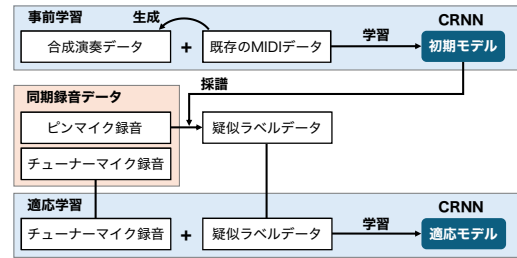 事前学習
生成
CRNN
合成演奏データ
+
既存のMIDIデータ
学習
初期モデル
採譜
同期録音データ
ピンマイク録音
疑似ラベルデータ
チューナーマイク録音
適応学習
CRNN
チューナーマイク録音
+
疑似ラベルデータ
学習
適応モデル